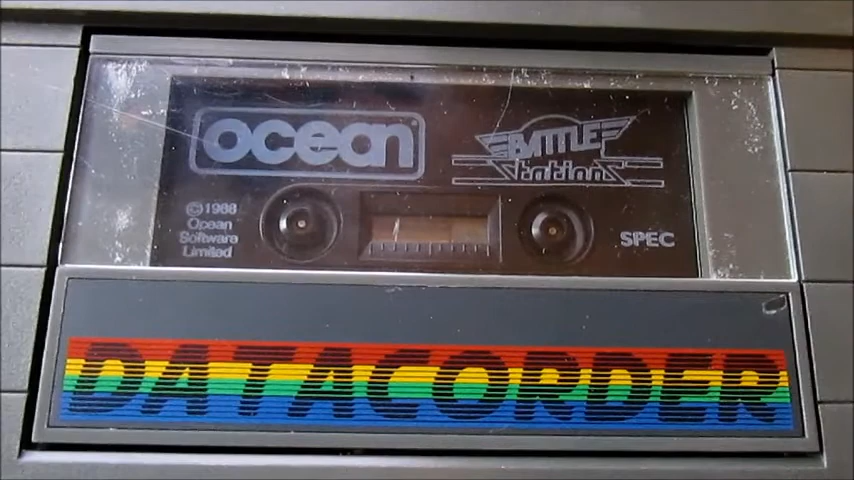 ocean
BATTLE
Stations
©1988
Ocean
Software
Limited
SPEC
DATACORDER